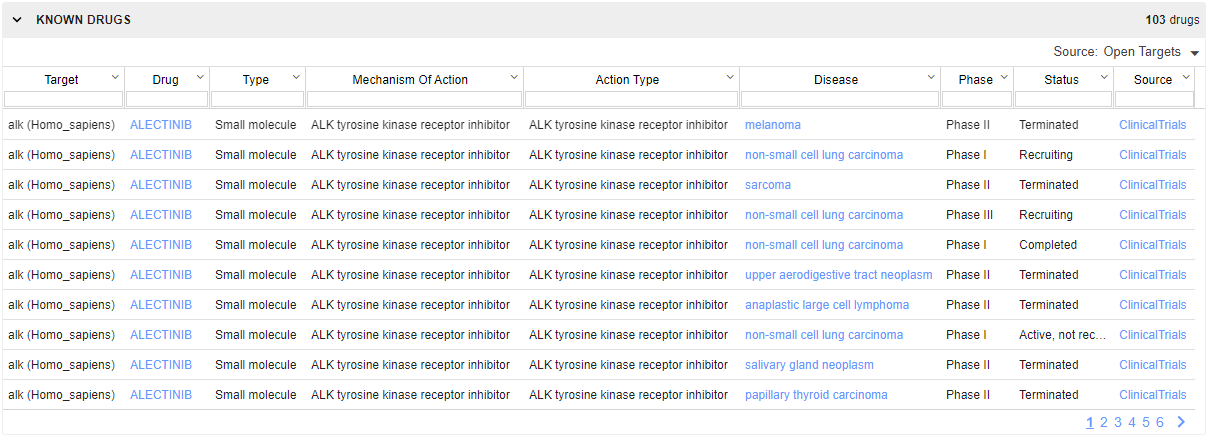 KNOWN DRUGS 103 drugs
Source: Open Targets
Target Drug Type Mechanism Of Action Action Type Disease Phase Status Source
alk (Homo_sapiens) ALECTINIB Small molecule ALK tyrosine kinase receptor inhibitor ALK tyrosine kinase receptor inhibitor melanoma Phase II Terminated ClinicalTrials
alk (Homo_sapiens) ALECTINIB Small molecule ALK tyrosine kinase receptor inhibitor ALK tyrosine kinase receptor inhibitor non-small cell lung carcinoma Phase I Recruiting ClinicalTrials
alk (Homo_sapiens) ALECTINIB Small molecule ALK tyrosine kinase receptor inhibitor ALK tyrosine kinase receptor inhibitor sarcoma Phase II Terminated ClinicalTrials
alk (Homo_sapiens) ALECTINIB Small molecule ALK tyrosine kinase receptor inhibitor ALK tyrosine kinase receptor inhibitor non-small cell lung carcinoma Phase III Recruiting ClinicalTrials
alk (Homo_sapiens) ALECTINIB Small molecule ALK tyrosine kinase receptor inhibitor ALK tyrosine kinase receptor inhibitor non-small cell lung carcinoma Phase I Completed ClinicalTrials
alk (Homo_sapiens) ALECTINIB Small molecule ALK tyrosine kinase receptor inhibitor ALK tyrosine kinase receptor inhibitor upper aerodigestive tract neoplasm Phase II Terminated ClinicalTrials
alk (Homo_sapiens) ALECTINIB Small molecule ALK tyrosine kinase receptor inhibitor ALK tyrosine kinase receptor inhibitor anaplastic large cell lymphoma Phase II Terminated ClinicalTrials
alk (Homo_sapiens) ALECTINIB Small molecule ALK tyrosine kinase receptor inhibitor ALK tyrosine kinase receptor inhibitor non-small cell lung carcinoma Phase I Active, not rec... ClinicalTrials
alk (Homo_sapiens) ALECTINIB Small molecule ALK tyrosine kinase receptor inhibitor ALK tyrosine kinase receptor inhibitor salivary gland neoplasm Phase II Terminated ClinicalTrials
alk (Homo_sapiens) ALECTINIB Small molecule ALK tyrosine kinase receptor inhibitor ALK tyrosine kinase receptor inhibitor papillary thyroid carcinoma Phase II Terminated ClinicalTrials
1 2 3 4 5 6